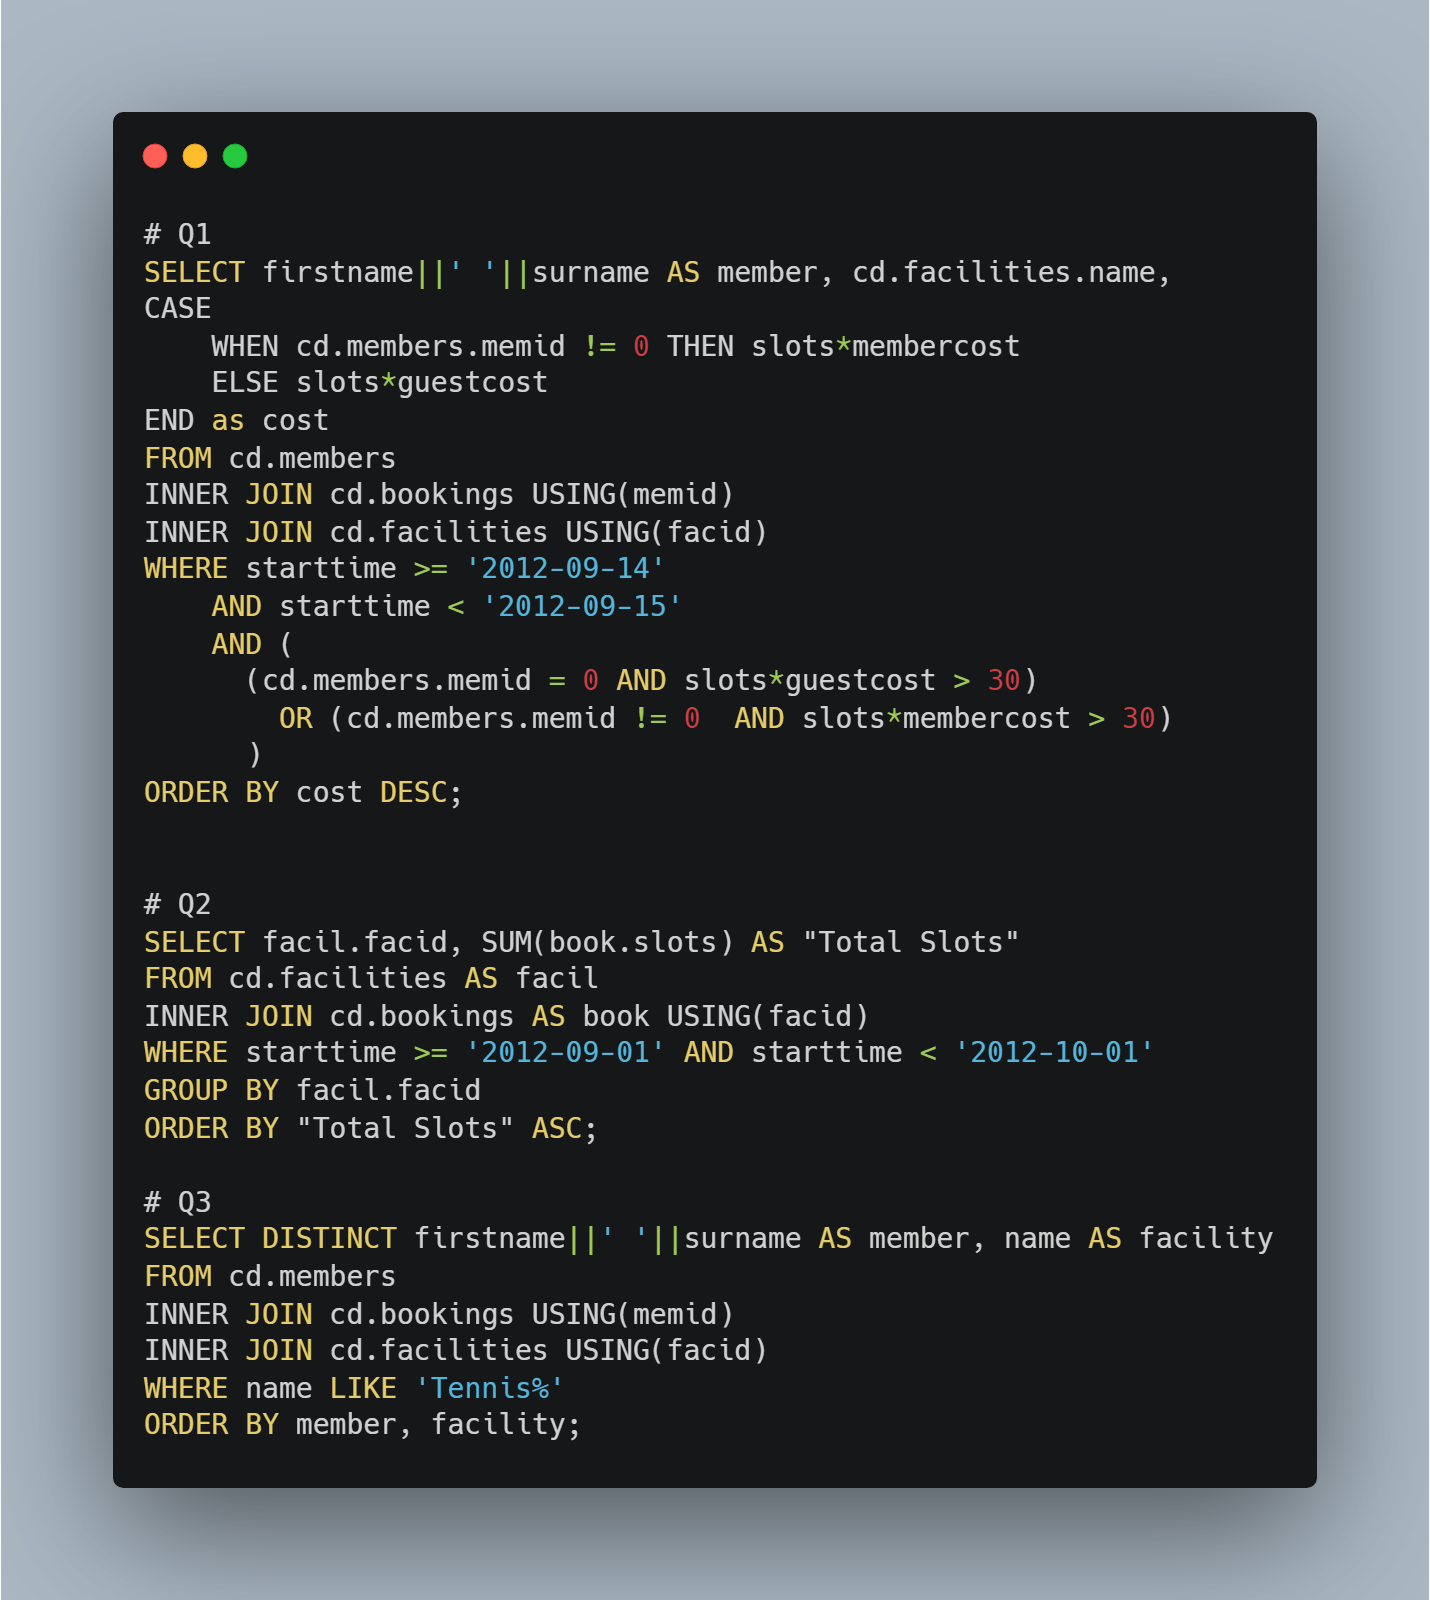 # Q1
SELECT firstname||' '||surname AS member, cd.facilities.name,
CASE
    WHEN cd.members.memid != 0 THEN slots*membercost
    ELSE slots*guestcost
END as cost
FROM cd.members
INNER JOIN cd.bookings USING(memid)
INNER JOIN cd.facilities USING(facid)
WHERE starttime >= '2012-09-14'
    AND starttime < '2012-09-15'
    AND (
      (cd.members.memid = 0 AND slots*guestcost > 30)
        OR (cd.members.memid != 0  AND slots*membercost > 30)
      )
ORDER BY cost DESC;


# Q2
SELECT facil.facid, SUM(book.slots) AS "Total Slots"
FROM cd.facilities AS facil
INNER JOIN cd.bookings AS book USING(facid)
WHERE starttime >= '2012-09-01' AND starttime < '2012-10-01'
GROUP BY facil.facid
ORDER BY "Total Slots" ASC;

# Q3
SELECT DISTINCT firstname||' '||surname AS member, name AS facility
FROM cd.members
INNER JOIN cd.bookings USING(memid)
INNER JOIN cd.facilities USING(facid)
WHERE name LIKE 'Tennis%'
ORDER BY member, facility;